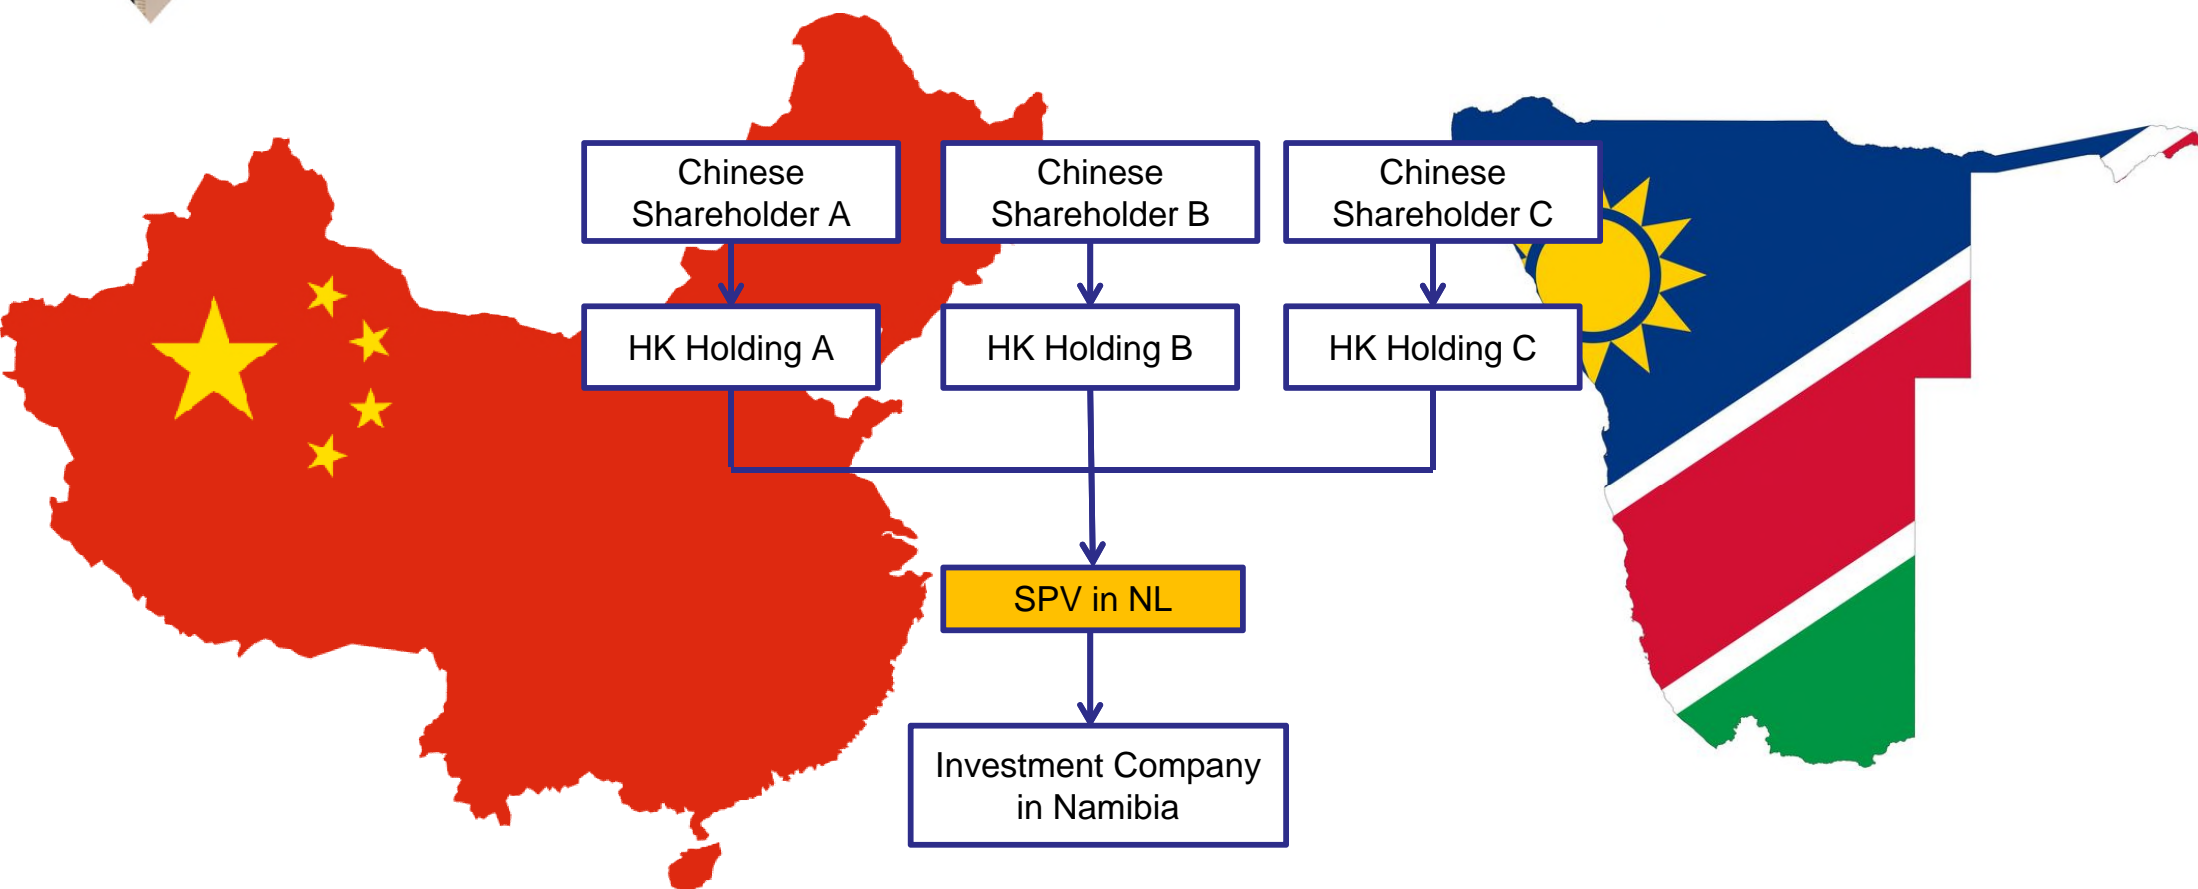 Chinese
Shareholder A
Chinese
Shareholder B
Chinese
Shareholder C
HK Holding A
HK Holding B
HK Holding C
SPV in NL
Investment Company
in Namibia